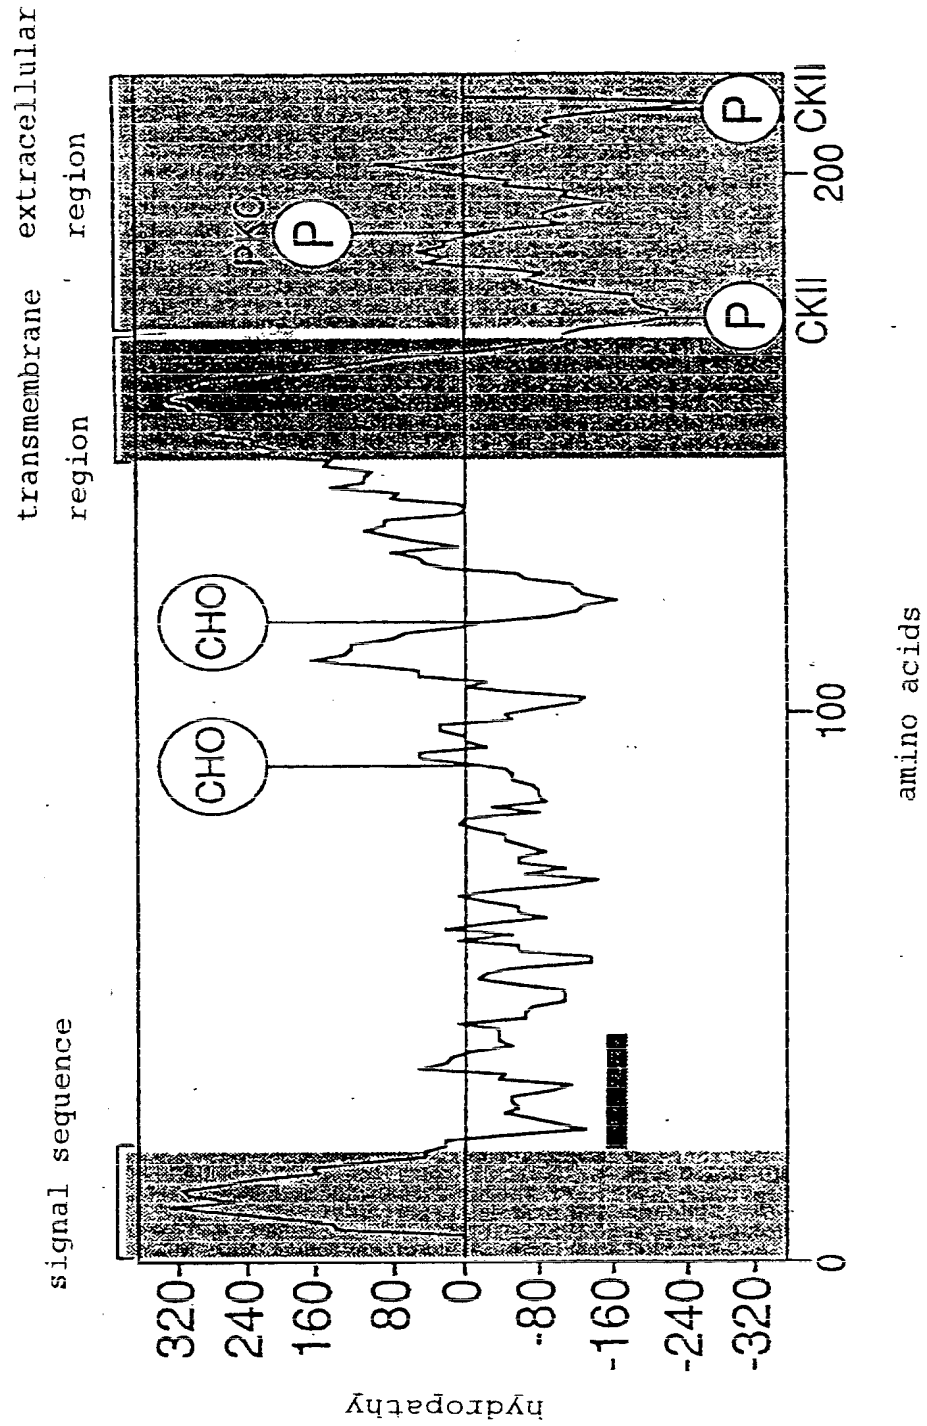 signal sequence
transmembrane
region
extracellular
region
CHO
CHO
PKC
P
P
CKII
P
CKII
hydropathy
320
240
160
80
0
-80
-160
-240
-320
0
100
200
amino acids